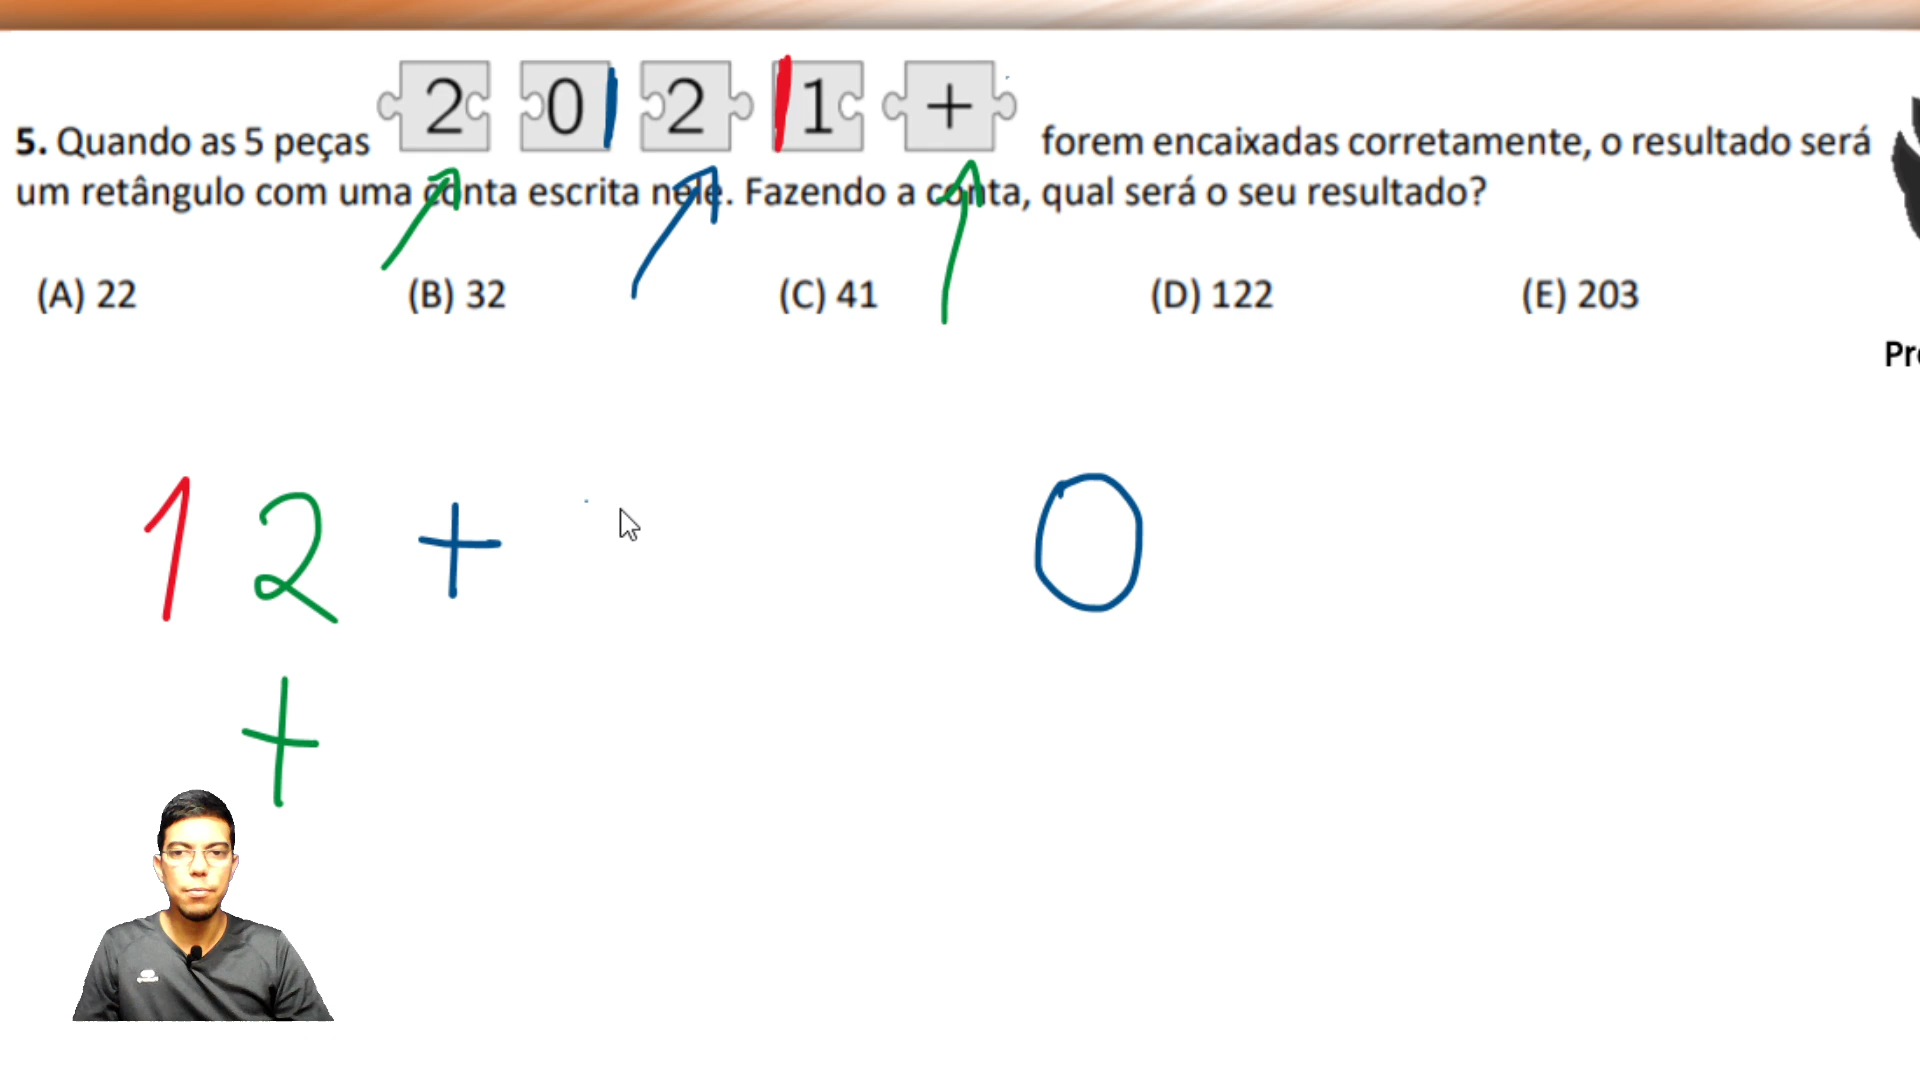 2 0 2 1 +
5. Quando as 5 peças forem encaixadas corretamente, o resultado será
um retângulo com uma conta escrita nele. Fazendo a conta, qual será o seu resultado?
(A) 22 (B) 32 (C) 41 (D) 122 (E) 203
Pr
1 2 + 0
+